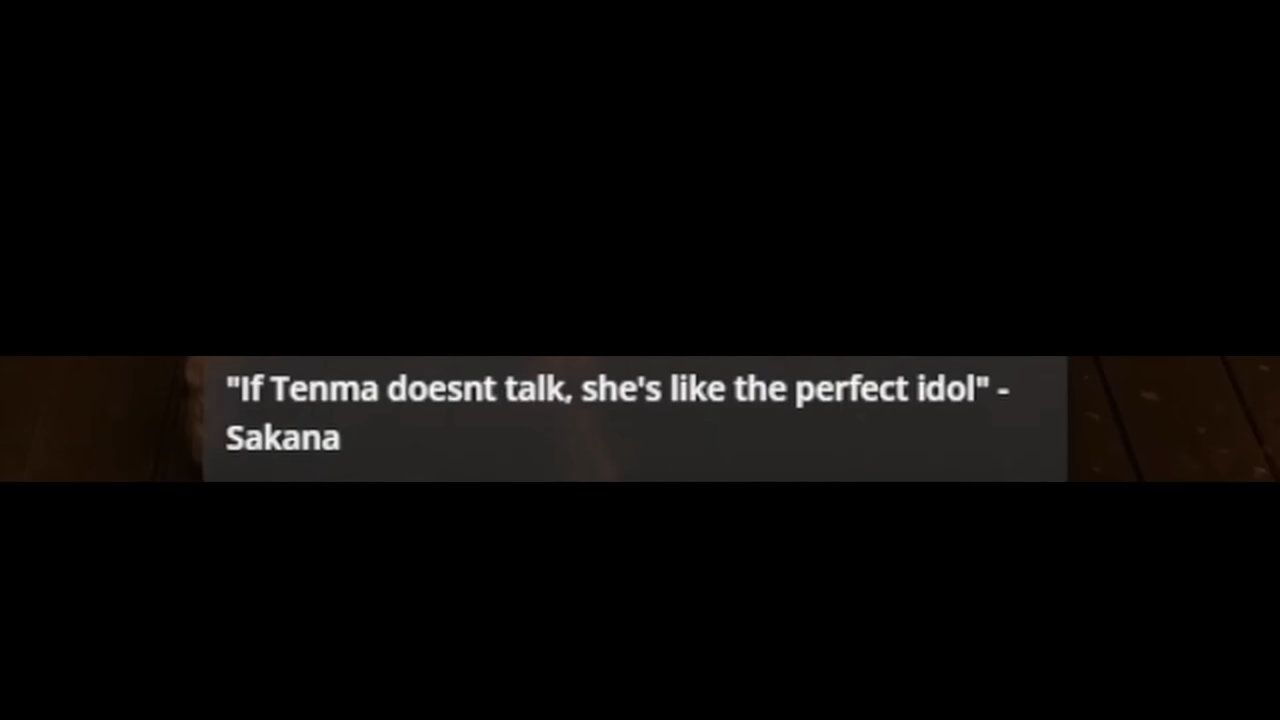 "If Tenma doesnt talk, she's like the perfect idol" -
Sakana